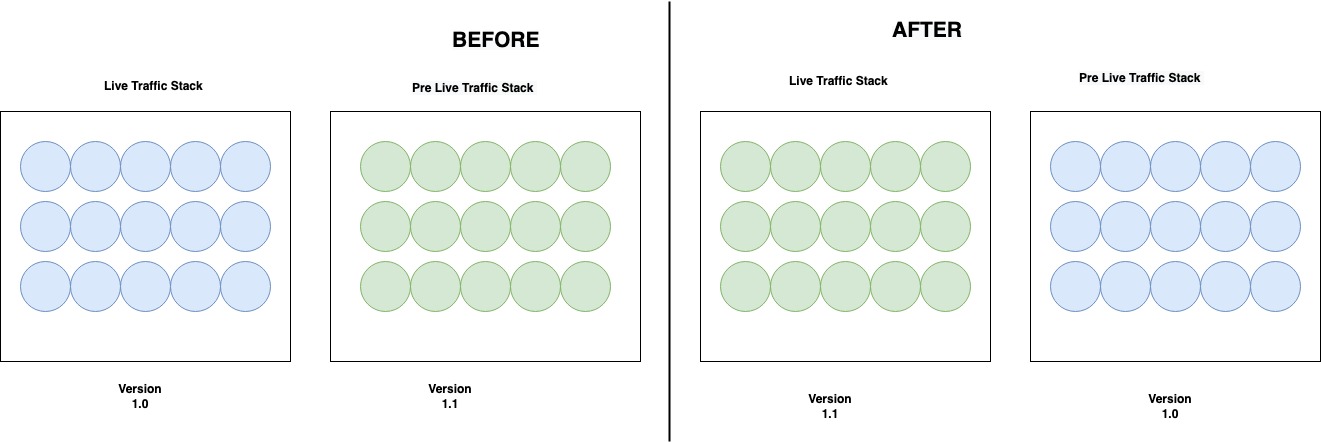 BEFORE
Live Traffic Stack
Pre Live Traffic Stack
Version
1.0
Version
1.1
AFTER
Live Traffic Stack
Pre Live Traffic Stack
Version
1.1
Version
1.0